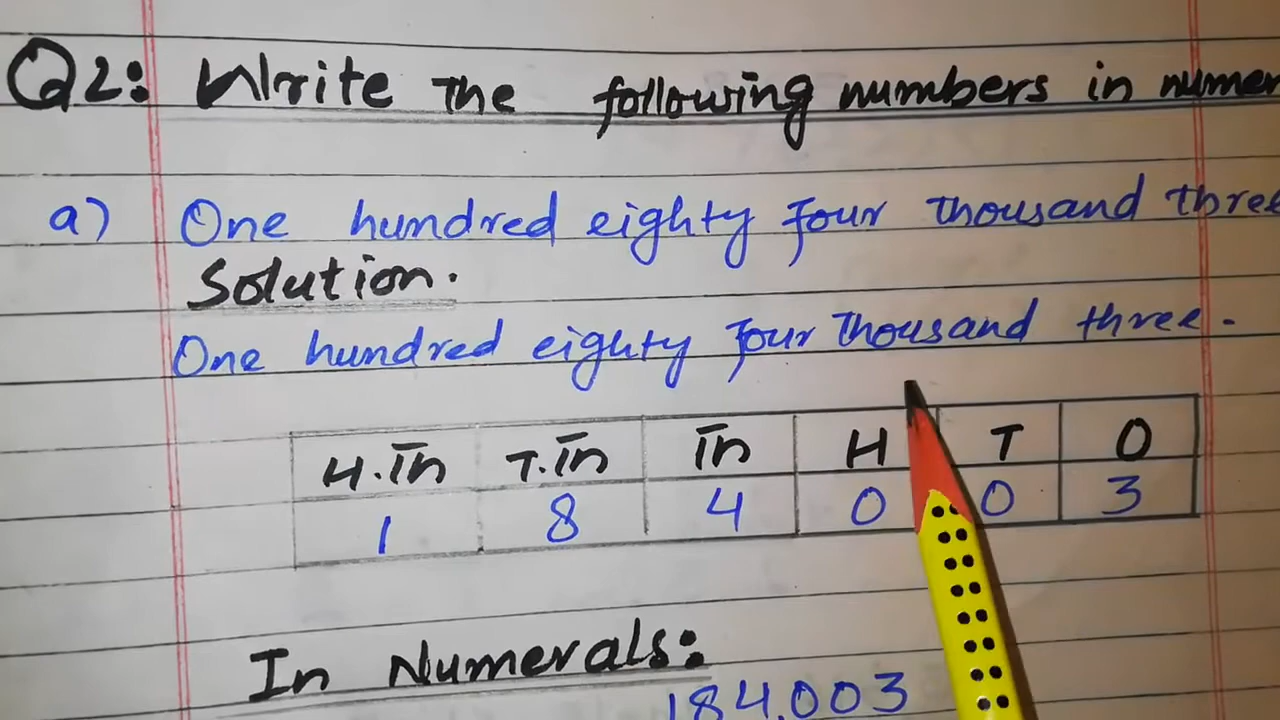 Q2: Write The following numbers in numer
a) One hundred eighty four thousand three
Solution.
One hundred eighty four Thousand three.
H.Th T.Th Th H T O
1 8 4 0 0 3
In Numerals:
184,003